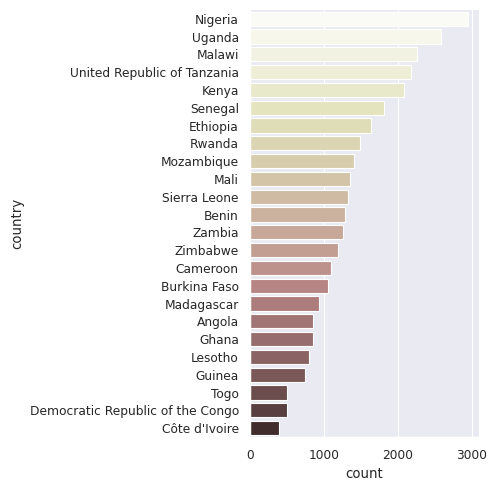 Nigeria
Uganda
Malawi
United Republic of Tanzania
Kenya
Senegal
Ethiopia
Rwanda
Mozambique
Mali
Sierra Leone
Benin
Zambia
Zimbabwe
Cameroon
Burkina Faso
Madagascar
Angola
Ghana
Lesotho
Guinea
Togo
Democratic Republic of the Congo
Côte d'Ivoire
country
0 1000 2000 3000
count